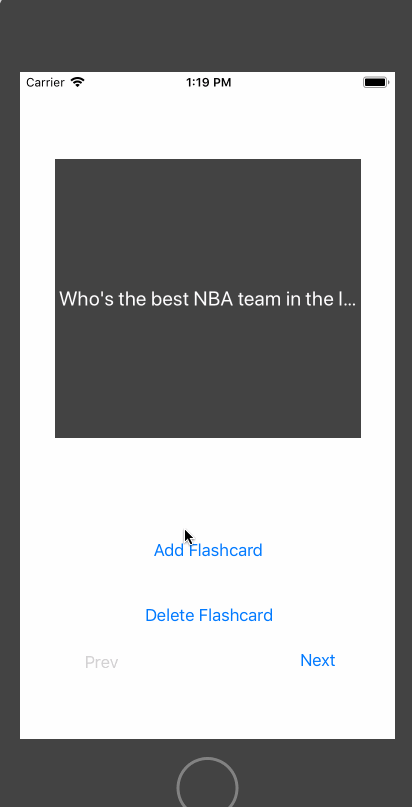 Carrier 1:19 PM
Who's the best NBA team in the l...
Add Flashcard
Delete Flashcard
Prev Next